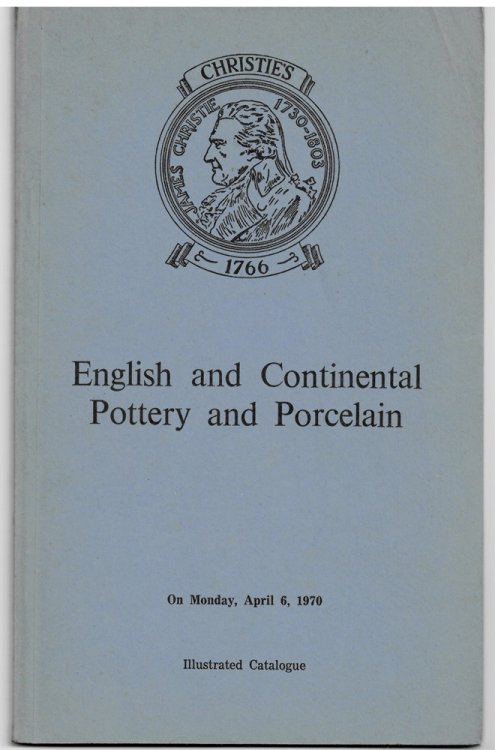 CHRISTIE'S
JAMES CHRISTIE 1730-1803
1766
English and Continental
Pottery and Porcelain
On Monday, April 6, 1970
Illustrated Catalogue